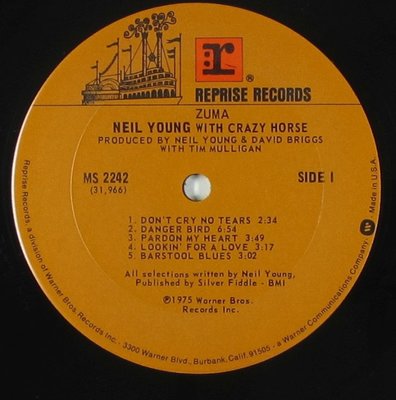 r
®
REPRISE RECORDS
ZUMA
NEIL YOUNG WITH CRAZY HORSE
PRODUCED BY NEIL YOUNG & DAVID BRIGGS
WITH TIM MULLIGAN
MS 2242
(31,966)
SIDE I
1. DON'T CRY NO TEARS 2:34
2. DANGER BIRD 6:54
3. PARDON MY HEART 3:49
4. LOOKIN' FOR A LOVE 3:17
5. BARSTOOL BLUES 3:02
All selections written by Neil Young,
Published by Silver Fiddle - BMI
℗1975 Warner Bros.
Records Inc.
Reprise Records, a division of Warner Bros. Records Inc., 3300 Warner Blvd., Burbank, Calif. 91505 - a Warner Communications Company W Made in U.S.A.